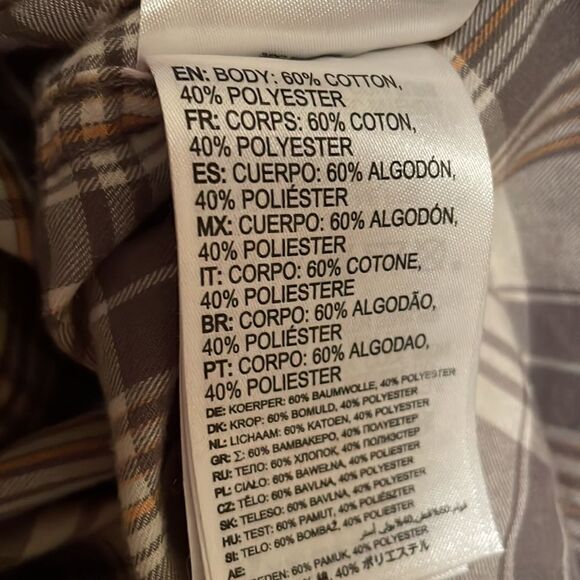 EN: BODY: 60% COTTON,
40% POLYESTER
FR: CORPS: 60% COTON,
40% POLYESTER
ES: CUERPO: 60% ALGODÓN,
40% POLIÉSTER
MX: CUERPO: 60% ALGODÓN,
40% POLIESTER
IT: CORPO: 60% COTONE,
40% POLIESTERE
BR: CORPO: 60% ALGODÃO,
40% POLIÉSTER
PT: CORPO: 60% ALGODAO,
40% POLIÉSTER
DE: KOERPER: 60% BAUMWOLLE, 40% POLYESTER
DK: KROP: 60% BOMULD, 40% POLYESTER
NL: LICHAAM: 60% KATOEN, 40% POLYESTER
GR: Σ: 60% ΒΑΜΒΑΚΕΡΟ, 40% ΠΟΛΥΕΣΤΕΡ
RU: ТЕЛО: 60% ХЛОПОК, 40% ПОЛИЭСТЕР
PL: CIAŁO: 60% BAWEŁNA, 40% POLIESTER
CZ: TĚLO: 60% BAVLNA, 40% POLYESTER
SK: TELESO: 60% BAVLNA, 40% POLYESTER
HU: TEST: 60% PAMUT, 40% POLIÉSZTER
SI: TELO: 60% BOMBAŽ, 40% POLIESTER
AE:
BEDEN: 60% PAMUK, 40% POLYESTER
綿, 40% ポリエステル